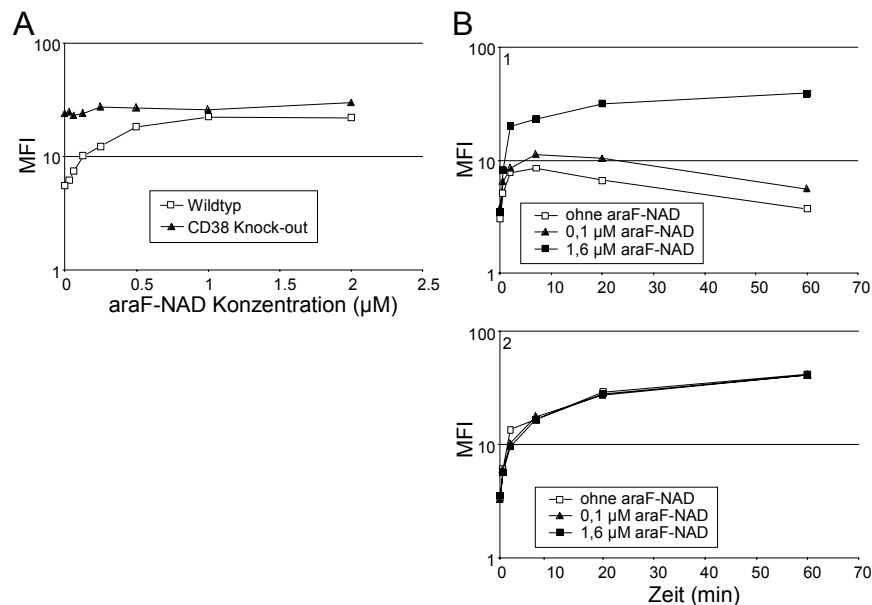 A
100
10
1
MFI
Wildtyp
CD38 Knock-out
0 0.5 1 1.5 2 2.5
araF-NAD Konzentration (µM)
B
1
100
10
1
MFI
ohne araF-NAD
0,1 µM araF-NAD
1,6 µM araF-NAD
0 10 20 30 40 50 60 70
2
100
10
1
MFI
ohne araF-NAD
0,1 µM araF-NAD
1,6 µM araF-NAD
0 10 20 30 40 50 60 70
Zeit (min)